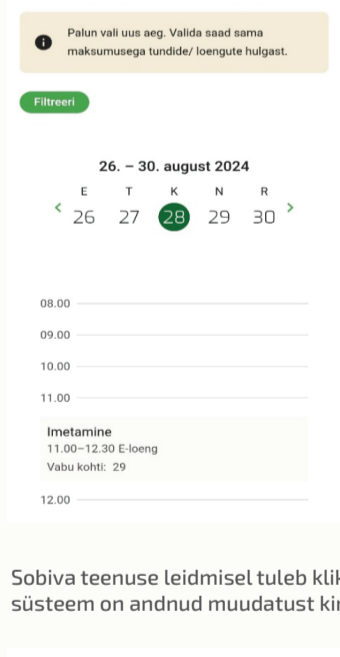 Palun vali uus aeg. Valida saad sama
maksumusega tundide/ loengute hulgast.
Filtreeri
26. – 30. august 2024
E T K N R
< 26 27 28 29 30 >
08.00
09.00
10.00
11.00
Imetamine
11.00–12.30 E-loeng
Vabu kohti: 29
12.00
Sobiva teenuse leidmisel tuleb
süsteem on andnud muudatust